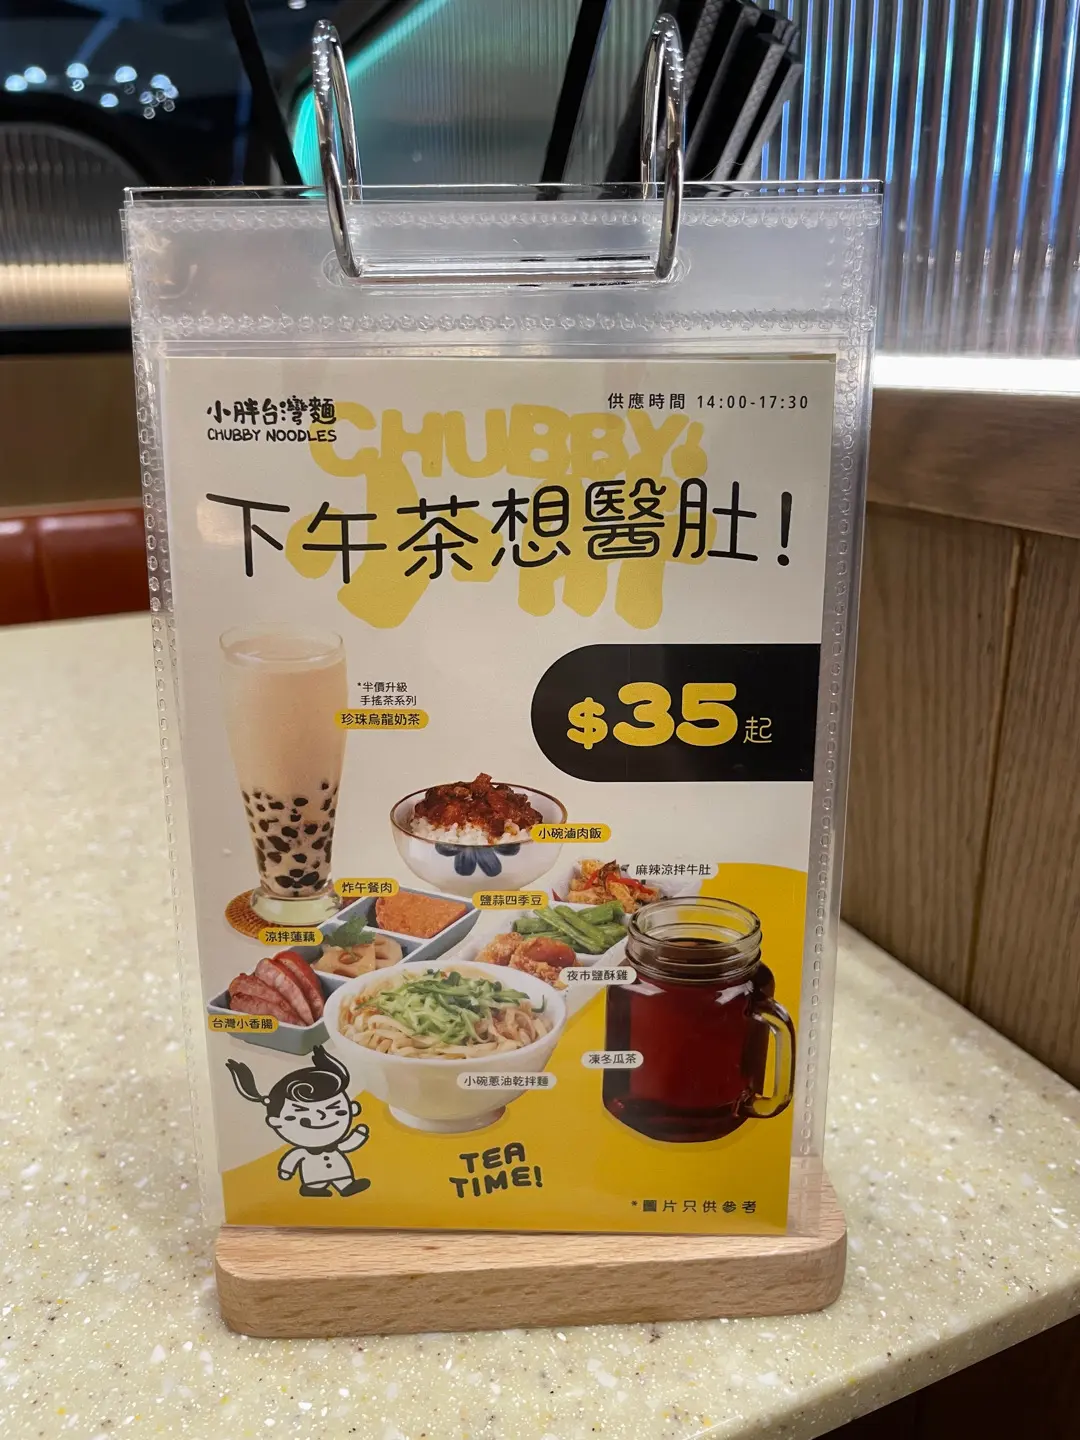 小胖台灣麵
CHUBBY NOODLES
供應時間 14:00-17:30
CHUBBY
下午茶想醫肚!
*半價升級
手搖茶系列
珍珠烏龍奶茶
$35起
小碗滷肉飯
麻辣涼拌牛肚
炸午餐肉
鹽蒜四季豆
涼拌蓮藕
夜市鹽酥雞
台灣小香腸
凍冬瓜茶
小碗蔥油乾拌麵
TEA
TIME!
*圖片只供參考